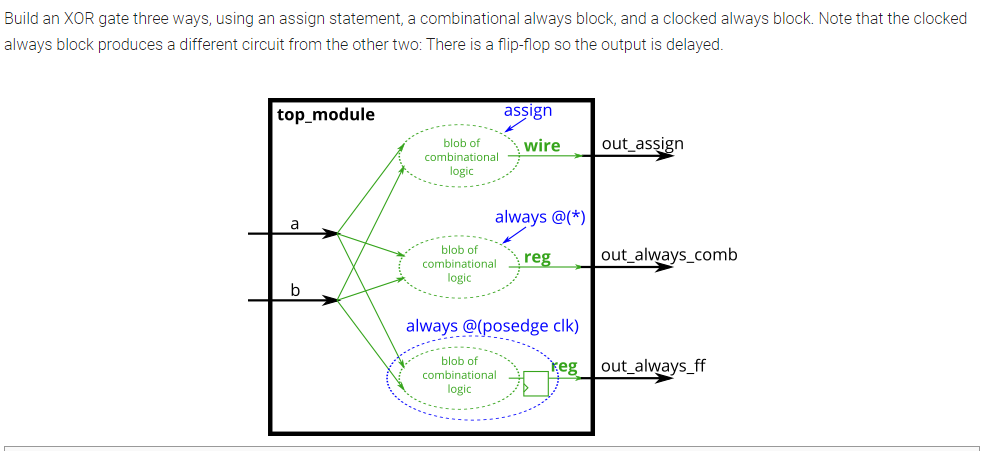 Build an XOR gate three ways, using an assign statement, a combinational always block, and a clocked always block. Note that the clocked
always block produces a different circuit from the other two: There is a flip-flop so the output is delayed.
top_module
assign
blob of
combinational
logic
wire
out_assign
a
always @(*)
blob of
combinational
logic
reg
out_always_comb
b
always @(posedge clk)
blob of
combinational
logic
reg
out_always_ff